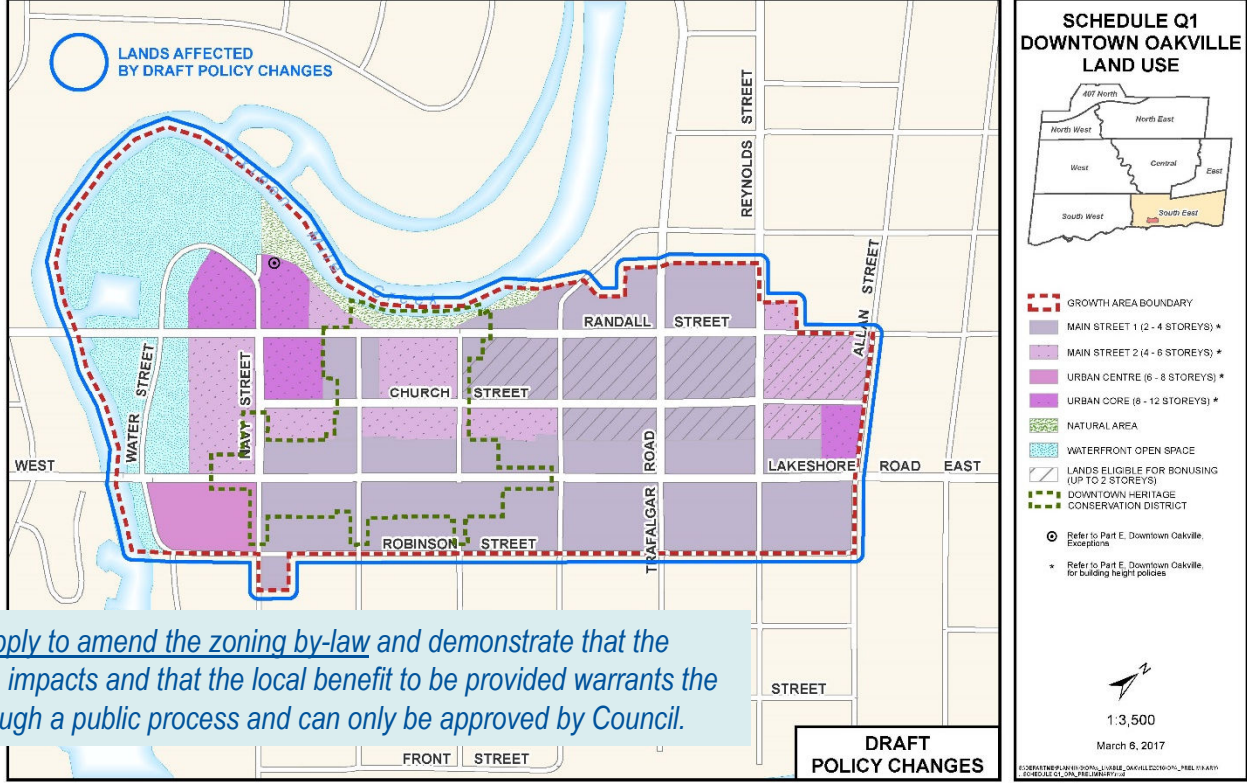 LANDS AFFECTED
BY DRAFT POLICY CHANGES
REYNOLDS STREET
ALLAN STREET
RANDALL STREET
CHURCH STREET
NAVY STREET
WATER STREET
WEST
LAKESHORE ROAD EAST
TRAFALGAR ROAD
ROBINSON STREET
pply to amend the zoning by-law and demonstrate that the
impacts and that the local benefit to be provided warrants the
ugh a public process and can only be approved by Council.
STREET
FRONT STREET
DRAFT
POLICY CHANGES
SCHEDULE Q1
DOWNTOWN OAKVILLE
LAND USE
407 North
North West
North East
West
Central
East
South West
South East
GROWTH AREA BOUNDARY
MAIN STREET 1 (2 - 4 STOREYS) *
MAIN STREET 2 (4 - 6 STOREYS) *
URBAN CENTRE (6 - 8 STOREYS) *
URBAN CORE (8 - 12 STOREYS) *
NATURAL AREA
WATERFRONT OPEN SPACE
LANDS ELIGIBLE FOR BONUSING
(UP TO 2 STOREYS)
DOWNTOWN HERITAGE
CONSERVATION DISTRICT
Refer to Part E, Downtown Oakville,
Exceptions
* Refer to Part E, Downtown Oakville,
for building height policies
1:3,500
March 6, 2017